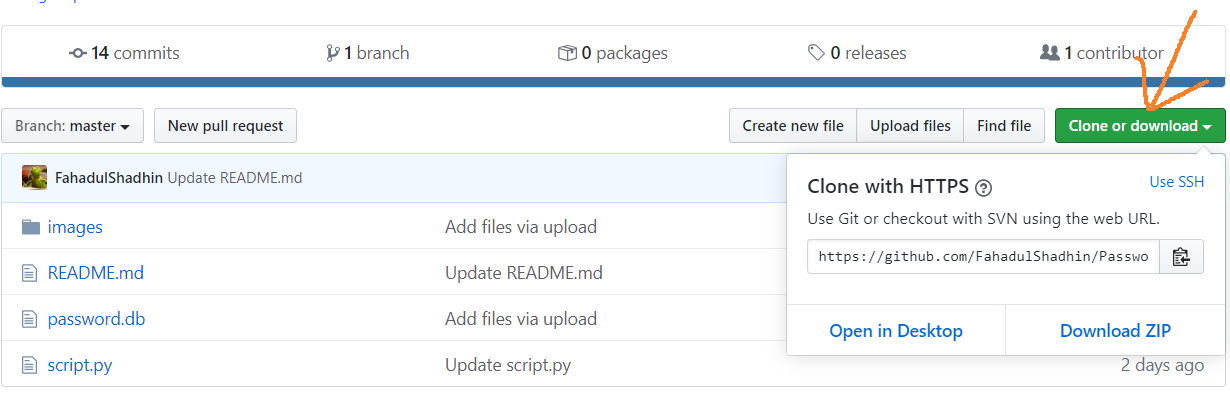 14 commits 1 branch 0 packages 0 releases 1 contributor
Branch: master New pull request Create new file Upload files Find file Clone or download
FahadulShadhin Update README.md
Clone with HTTPS ? Use SSH
Use Git or checkout with SVN using the web URL.
https://github.com/FahadulShadhin/Passwo
Open in Desktop Download ZIP
images Add files via upload
README.md Update README.md
password.db Add files via upload
script.py Update script.py 2 days ago